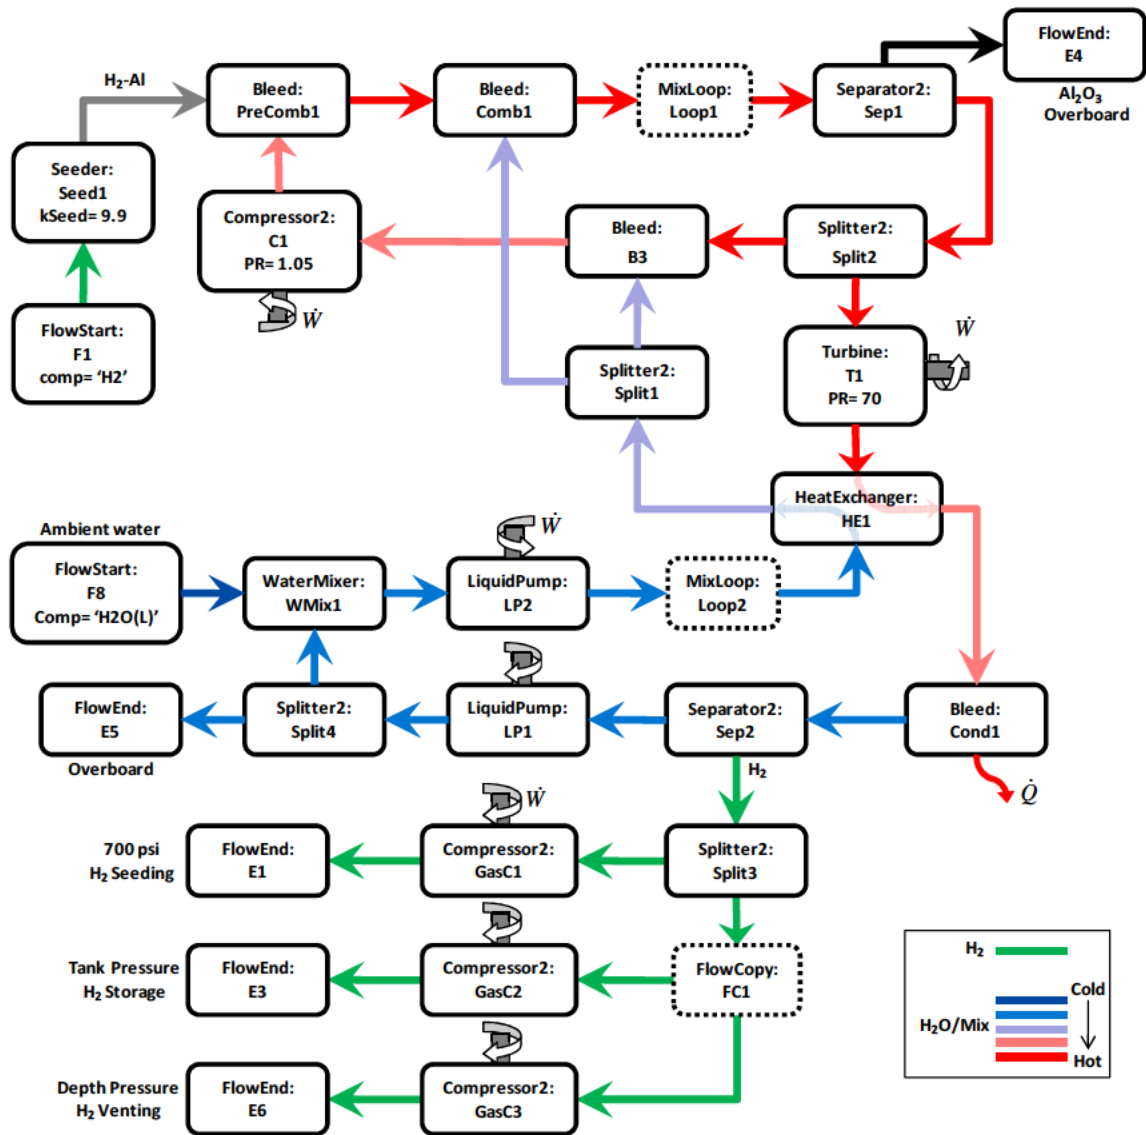 FlowEnd:
E4
Al₂O₃
Overboard
H₂-Al
Bleed:
PreComb1
Bleed:
Comb1
MixLoop:
Loop1
Separator2:
Sep1
Seeder:
Seed1
kSeed= 9.9
Compressor2:
C1
PR= 1.05
Ẇ
Bleed:
B3
Splitter2:
Split2
FlowStart:
F1
comp= ‘H2’
Splitter2:
Split1
Turbine:
T1
PR= 70
Ẇ
HeatExchanger:
HE1
Ambient water
FlowStart:
F8
Comp= ‘H2O(L)’
WaterMixer:
WMix1
Ẇ
LiquidPump:
LP2
MixLoop:
Loop2
FlowEnd:
E5
Overboard
Splitter2:
Split4
LiquidPump:
LP1
Separator2:
Sep2
Bleed:
Cond1
Q̇
H₂
Ẇ
700 psi
H₂ Seeding
FlowEnd:
E1
Compressor2:
GasC1
Splitter2:
Split3
Tank Pressure
H₂ Storage
FlowEnd:
E3
Compressor2:
GasC2
FlowCopy:
FC1
Depth Pressure
H₂ Venting
FlowEnd:
E6
Compressor2:
GasC3
H₂
Cold
H₂O/Mix
Hot